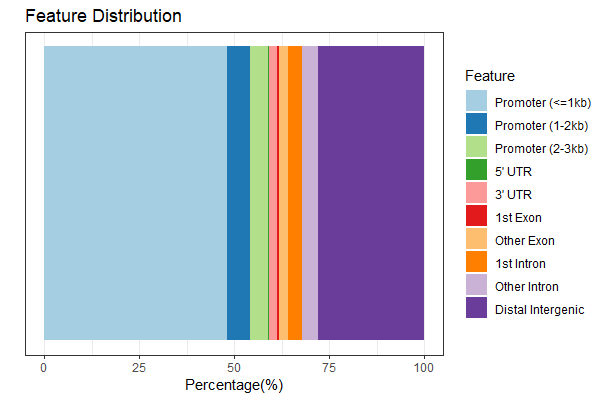 Feature Distribution
Feature
Promoter (<=1kb)
Promoter (1-2kb)
Promoter (2-3kb)
5' UTR
3' UTR
1st Exon
Other Exon
1st Intron
Other Intron
Distal Intergenic
0 25 50 75 100
Percentage(%)